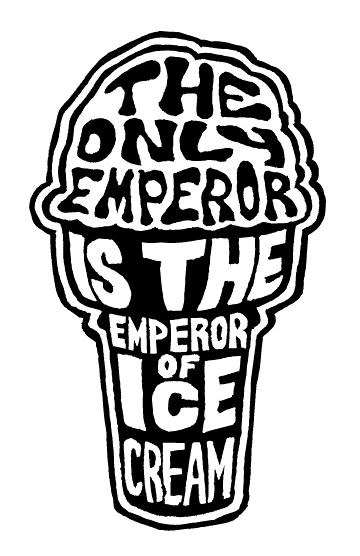 THE
ONLY
EMPEROR
IS THE
EMPEROR
OF
ICE
CREAM